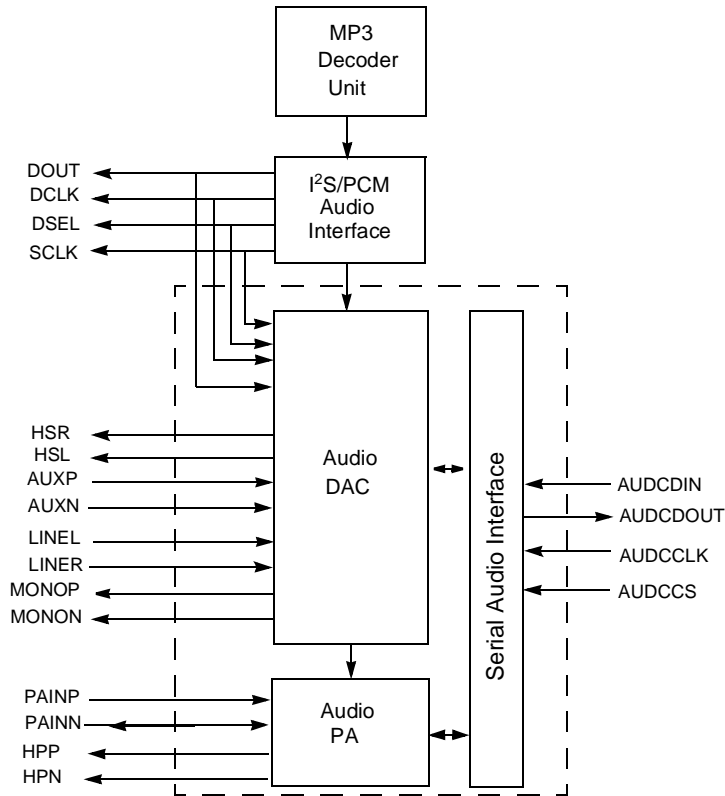 MP3
Decoder
Unit
DOUT
DCLK
DSEL
SCLK
I²S/PCM
Audio
Interface
HSR
HSL
AUXP
AUXN
LINEL
LINER
MONOP
MONON
Audio
DAC
Serial Audio Interface
AUDCDIN
AUDCDOUT
AUDCCLK
AUDCCS
PAINP
PAINN
HPP
HPN
Audio
PA